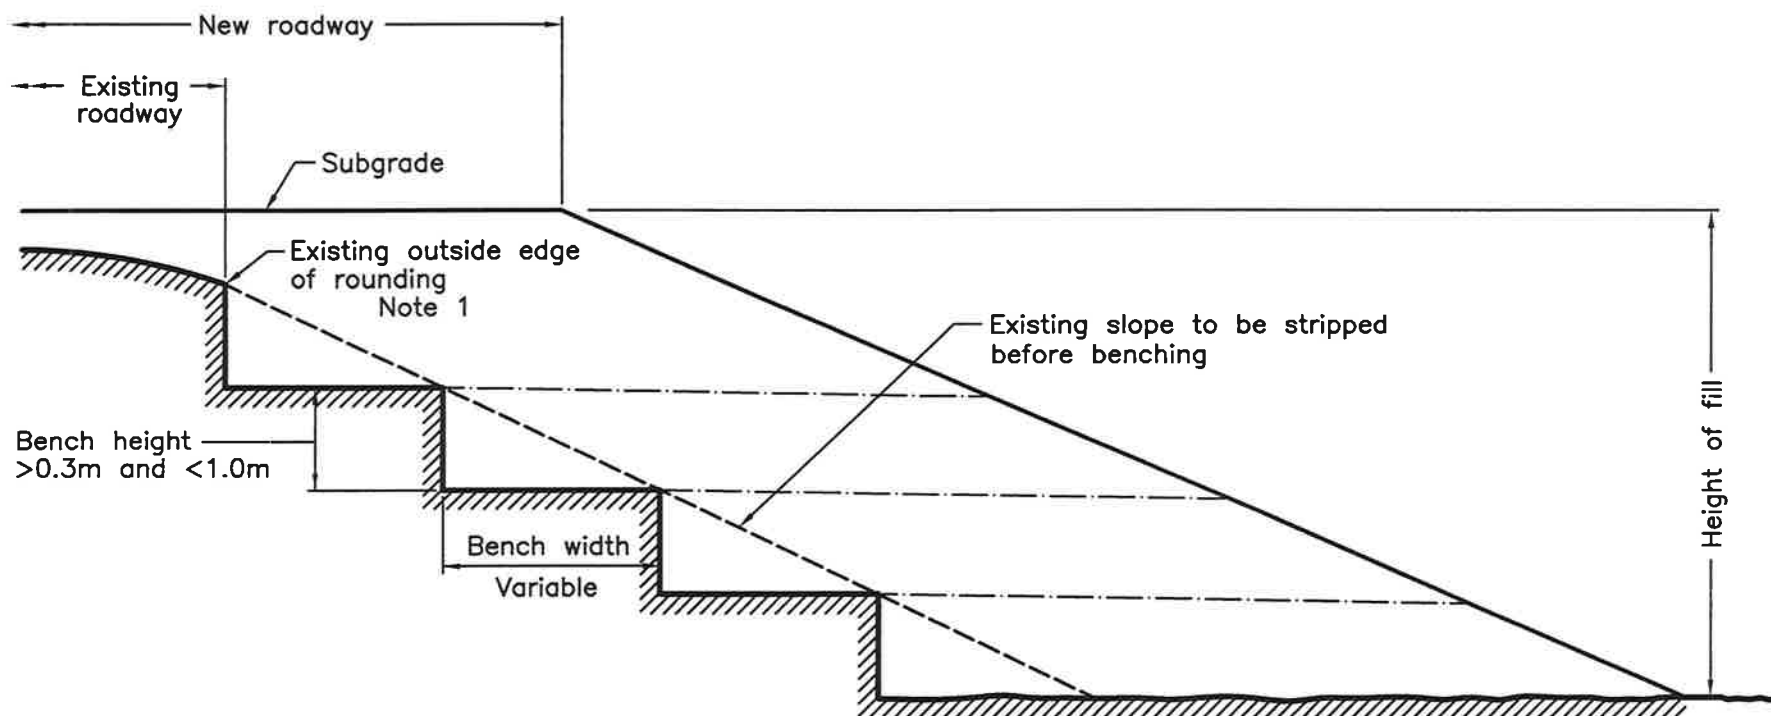 New roadway
Existing
roadway
Subgrade
Existing outside edge
of rounding
Note 1
Existing slope to be stripped
before benching
Bench height
>0.3m and <1.0m
Bench width
Variable
Height of fill